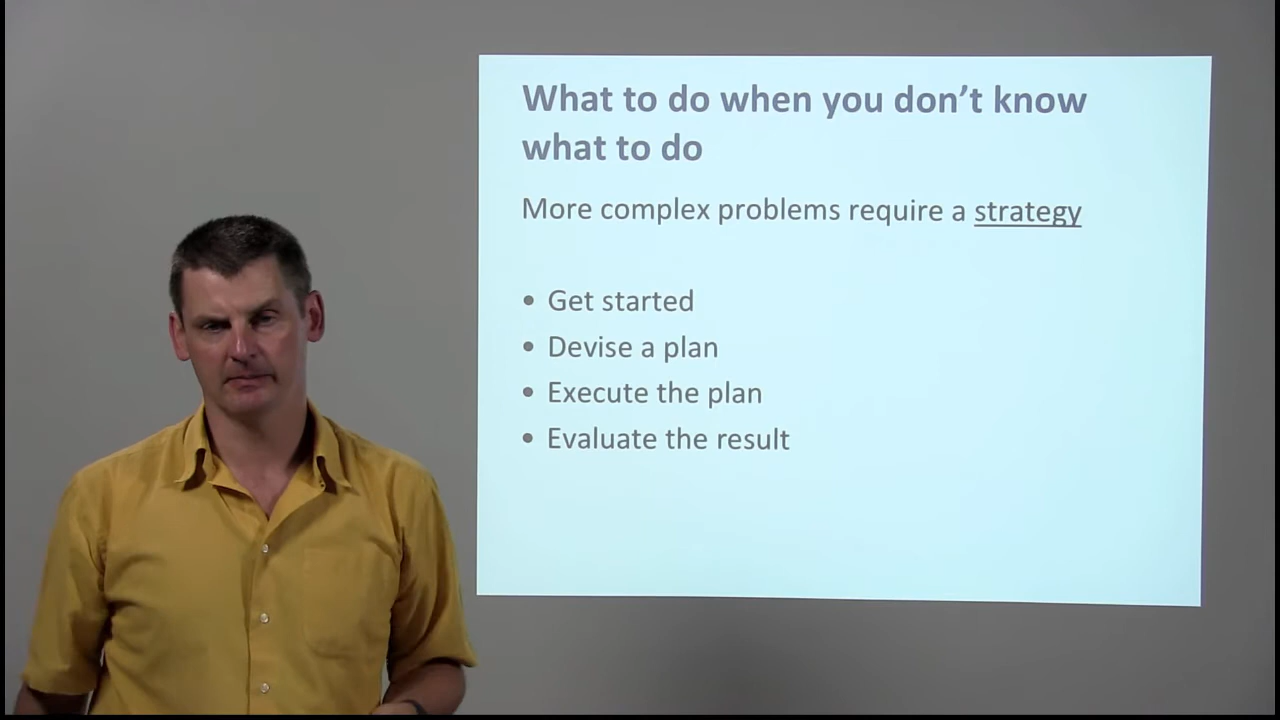 What to do when you don’t know
what to do
More complex problems require a strategy
• Get started
• Devise a plan
• Execute the plan
• Evaluate the result